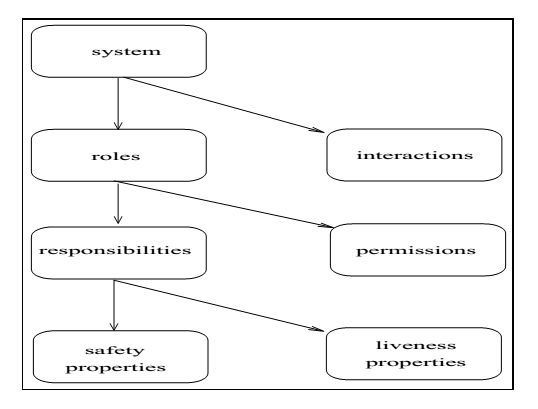 system
roles
interactions
responsibilities
permissions
safety
properties
liveness
properties